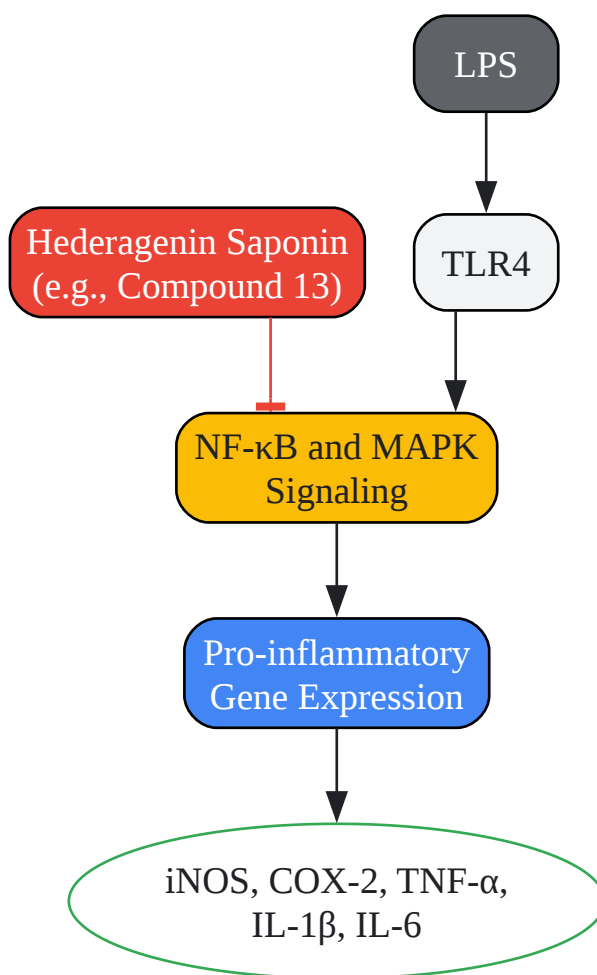 LPS
Hederagenin Saponin
(e.g., Compound 13)
TLR4
NF-κB and MAPK
Signaling
Pro-inflammatory
Gene Expression
iNOS, COX-2, TNF-α,
IL-1β, IL-6